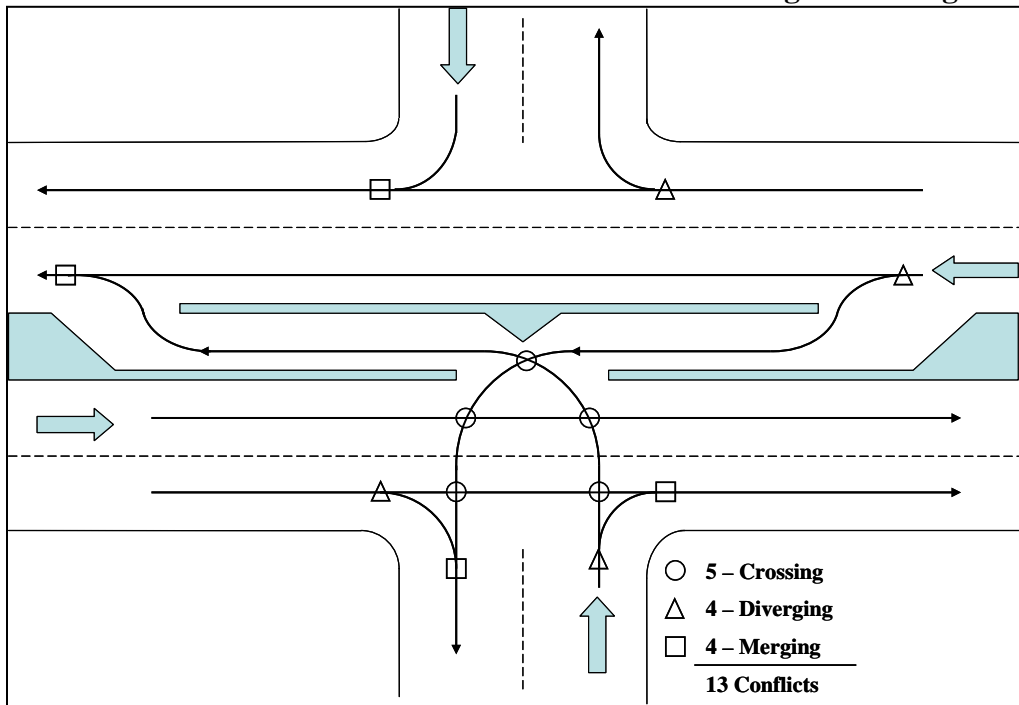 5 – Crossing
4 – Diverging
4 – Merging
13 Conflicts